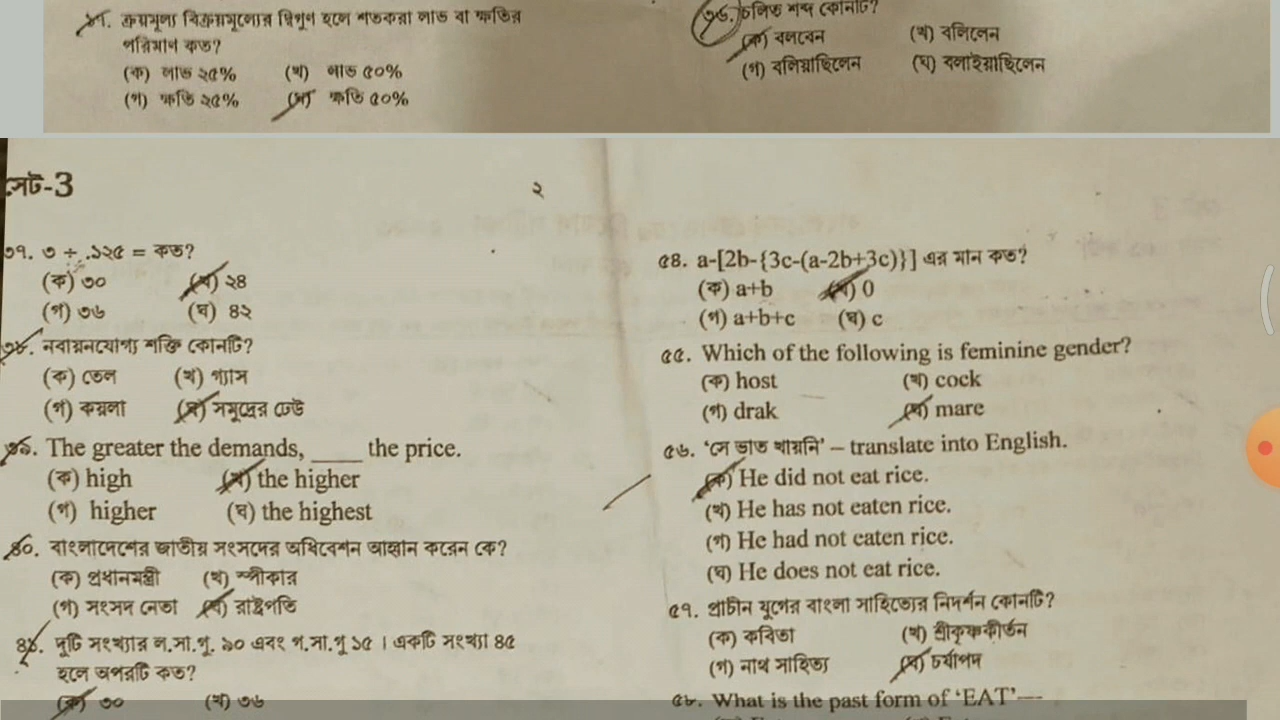 ১৭. ক্রয়মূল্য বিক্রয়মূল্যের দ্বিগুণ হলে শতকরা লাভ বা ক্ষতির
পরিমাণ কত?
(ক) লাভ ২৫% (খ) লাভ ৫০%
(গ) ক্ষতি ২৫% (ঘ) ক্ষতি ৫০%
৩৬. চলিত শব্দ কোনটি?
(ক) বলবেন (খ) বলিলেন
(গ) বলিয়াছিলেন (ঘ) বলাইয়াছিলেন
সেট-3
২
৩৭. ৩ ÷ .১২৫ = কত?
(ক) ৩০ (খ) ২৪
(গ) ৩৬ (ঘ) ৪২
৩৮. নবায়নযোগ্য শক্তি কোনটি?
(ক) তেল (খ) গ্যাস
(গ) কয়লা (ঘ) সমুদ্রের ঢেউ
৩৯. The greater the demands, ____ the price.
(ক) high (খ) the higher
(গ) higher (ঘ) the highest
৪০. বাংলাদেশের জাতীয় সংসদের অধিবেশন আহ্বান করেন কে?
(ক) প্রধানমন্ত্রী (খ) স্পীকার
(গ) সংসদ নেতা (ঘ) রাষ্ট্রপতি
৪১. দুটি সংখ্যার ল.সা.গু. ৯০ এবং গ.সা.গু ১৫ । একটি সংখ্যা ৪৫
হলে অপরটি কত?
(ক) ৩০ (খ) ৩৬
৫৪. a-[2b-{3c-(a-2b+3c)}] এর মান কত?
(ক) a+b (খ) 0
(গ) a+b+c (ঘ) c
৫৫. Which of the following is feminine gender?
(ক) host (খ) cock
(গ) drak (ঘ) mare
৫৬. ‘সে ভাত খায়নি’ – translate into English.
(ক) He did not eat rice.
(খ) He has not eaten rice.
(গ) He had not eaten rice.
(ঘ) He does not eat rice.
৫৭. প্রাচীন যুগের বাংলা সাহিত্যের নিদর্শন কোনটি?
(ক) কবিতা (খ) শ্রীকৃষ্ণকীর্তন
(গ) নাথ সাহিত্য (ঘ) চর্যাপদ
৫৮. What is the past form of ‘EAT’—